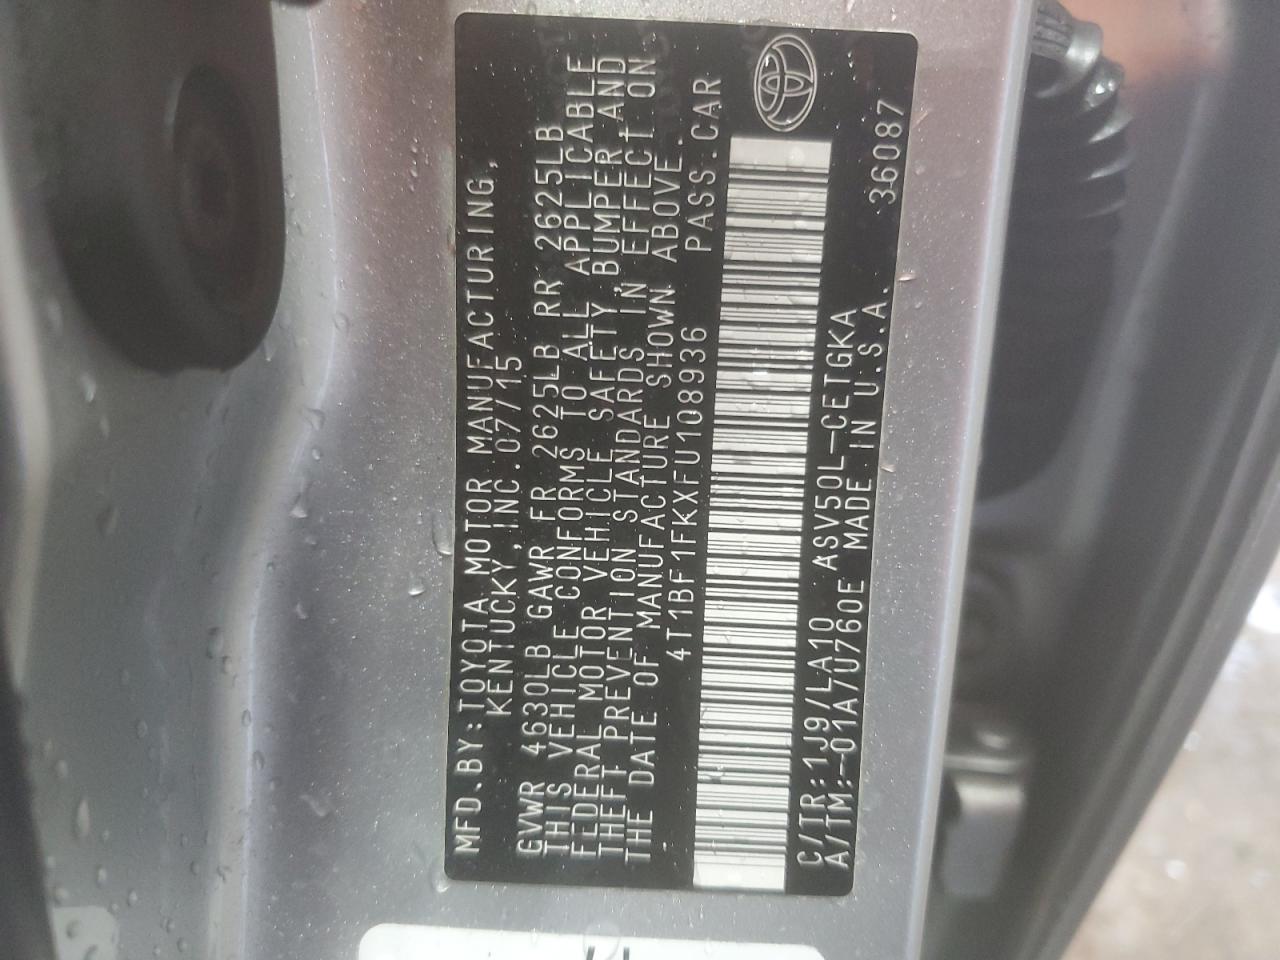 MFD.BY:TOYOTA MOTOR MANUFACTURING,
KENTUCKY,INC.07/15
GVWR 4630LB GAWR FR 2625LB RR 2625LB
THIS VEHICLE CONFORMS TO ALL APPLICABLE
FEDERAL MOTOR VEHICLE SAFETY,BUMPER AND
THEFT PREVENTION STANDARDS IN EFFECT ON
THE DATE OF MANUFACTURE SHOWN ABOVE.
4T1BF1FKXFU108936 PASS.CAR
C/TR:1J9/LA10 ASV50L-CETGKA
A/TM:-01A/U760E MADE IN U.S.A.
36087